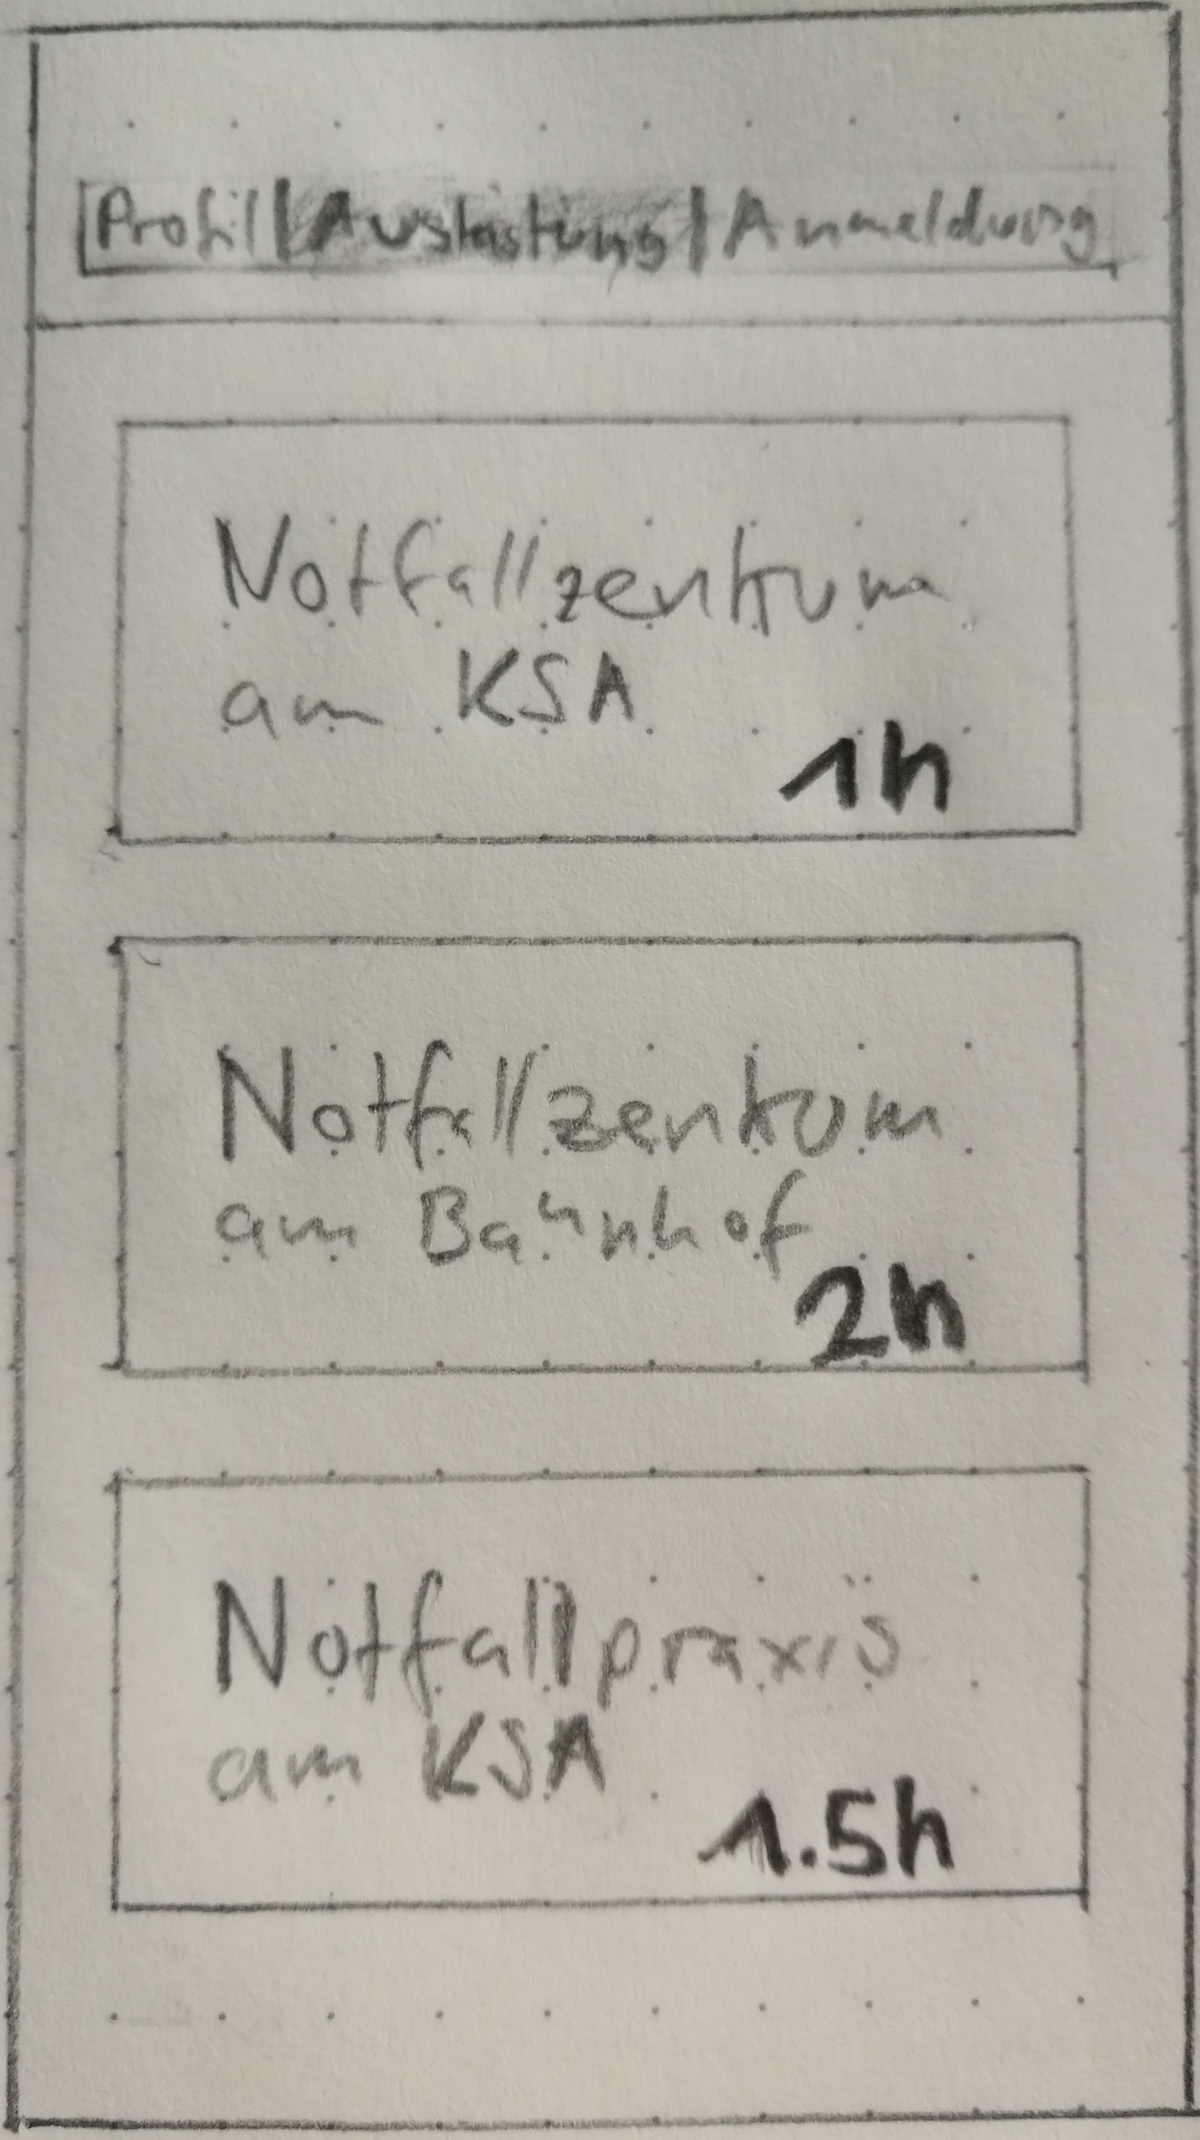 Profil | Auslastung | Anmeldung
Notfallzentrum
am KSA
1h
Notfallzentrum
am Bahnhof
2h
Notfallpraxis
am KSA
1.5h